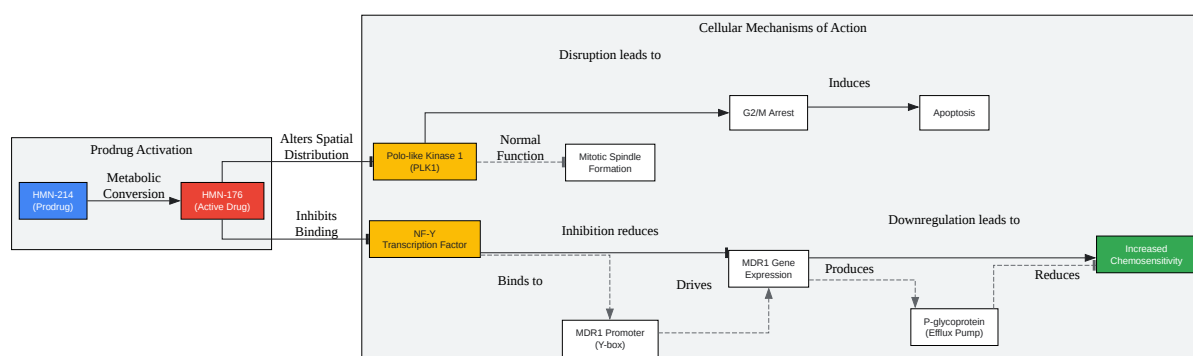 Cellular Mechanisms of Action
Disruption leads to
Induces
G2/M Arrest
Apoptosis
Alters Spatial
Distribution
Normal
Function
Prodrug Activation
Polo-like Kinase 1
(PLK1)
Mitotic Spindle
Formation
Metabolic
Conversion
HMN-214
(Prodrug)
HMN-176
(Active Drug)
Inhibits
Binding
NF-Y
Transcription Factor
Inhibition reduces
Downregulation leads to
Increased
Chemosensitivity
MDR1 Gene
Expression
Produces
Reduces
Binds to
Drives
MDR1 Promoter
(Y-box)
P-glycoprotein
(Efflux Pump)